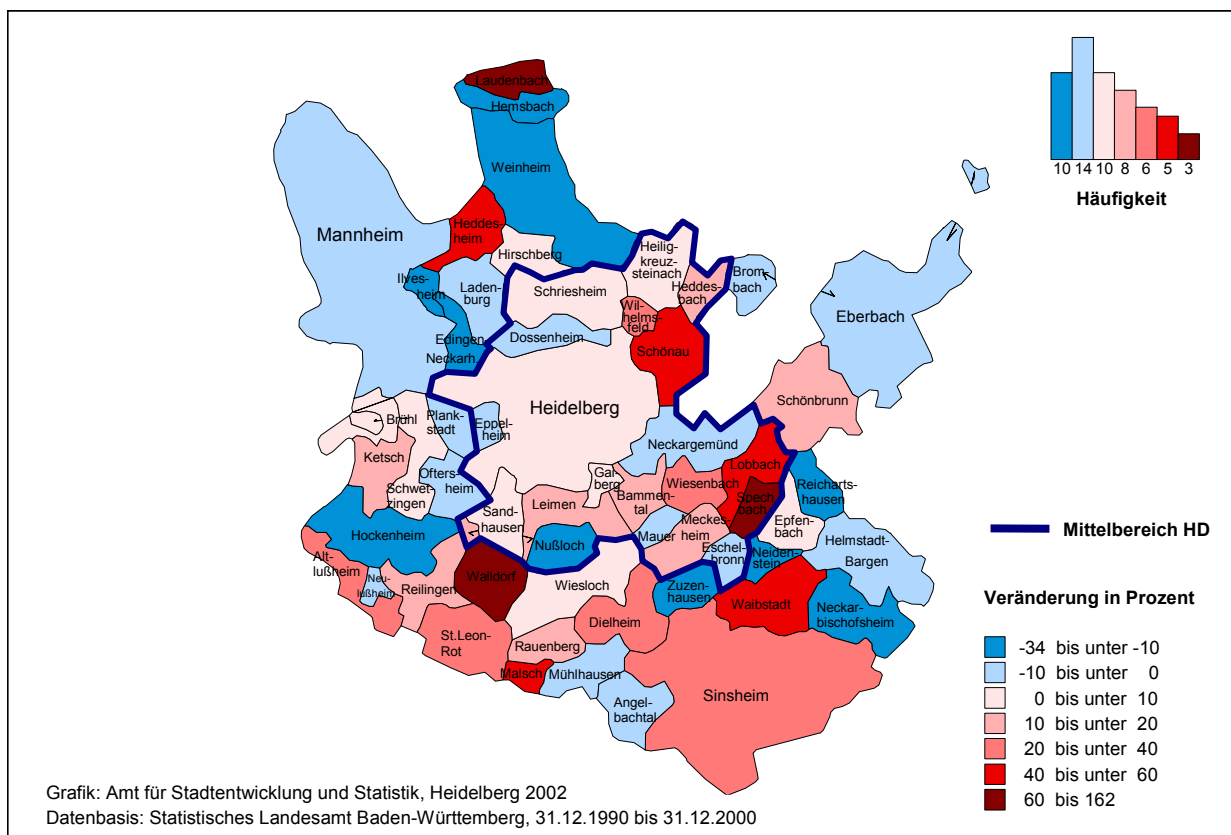 Laudenbach
Hemsbach
Weinheim
Mannheim
Heddes-
heim
Hirschberg
Heilig-
kreuz-
steinach
Ilves-
heim
Laden-
burg
Schriesheim
Heddes-
bach
Brom-
bach
Wil-
helms-
feld
Eberbach
Edingen
Neckarh.
Dossenheim
Schönau
Schönbrunn
Heidelberg
Brühl
Plank-
stadt
Eppel-
heim
Neckargemünd
Ketsch
Lobbach
Schwet-
zingen
Ofters-
heim
Gai-
berg
Wiesenbach
Reicharts-
hausen
Sand-
hausen
Leimen
Bammen-
tal
Spech-
bach
Epfen-
bach
Hockenheim
Nußloch
Mauer
Meckes-
heim
Eschel-
bronn
Neiden-
stein
Helmstadt-
Bargen
Alt-
lußheim
Neu-
lußheim
Reilingen
Walldorf
Wiesloch
Zuzen-
hausen
Waibstadt
Neckar-
bischofsheim
St.Leon-
Rot
Dielheim
Rauenberg
Malsch
Mühlhausen
Angel-
bachtal
Sinsheim
10 14 10 8 6 5 3
Häufigkeit
Mittelbereich HD
Veränderung in Prozent
-34 bis unter -10
-10 bis unter 0
0 bis unter 10
10 bis unter 20
20 bis unter 40
40 bis unter 60
60 bis 162
Grafik: Amt für Stadtentwicklung und Statistik, Heidelberg 2002
Datenbasis: Statistisches Landesamt Baden-Württemberg, 31.12.1990 bis 31.12.2000